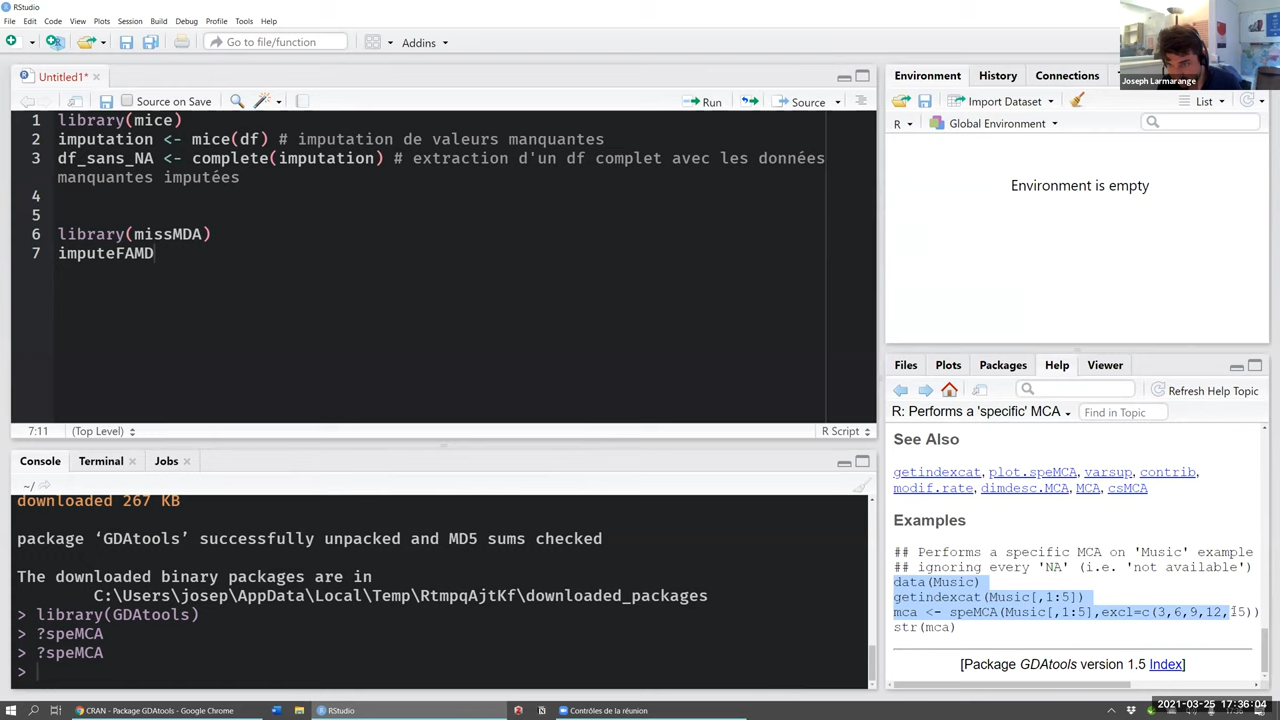 RStudio
File Edit Code View Plots Session Build Debug Profile Tools Help
Go to file/function Addins
Joseph Larmarange
Untitled1*
Source on Save Run Source
1 library(mice)
2 imputation <- mice(df) # imputation de valeurs manquantes
3 df_sans_NA <- complete(imputation) # extraction d'un df complet avec les données
manquantes imputées
4
5
6 library(missMDA)
7 imputeFAMD
7:11 (Top Level) R Script
Console Terminal Jobs
~/
downloaded 267 KB
package ‘GDAtools’ successfully unpacked and MD5 sums checked
The downloaded binary packages are in
C:\Users\josep\AppData\Local\Temp\RtmpqAjtKf\downloaded_packages
> library(GDAtools)
> ?speMCA
> ?speMCA
>
Environment History Connections
Import Dataset List
R Global Environment
Environment is empty
Files Plots Packages Help Viewer
Refresh Help Topic
R: Performs a 'specific' MCA Find in Topic
See Also
getindexcat, plot.speMCA, varsup, contrib,
modif.rate, dimdesc.MCA, MCA, csMCA
Examples
## Performs a specific MCA on 'Music' example
## ignoring every 'NA' (i.e. 'not available')
data(Music)
getindexcat(Music[,1:5])
mca <- speMCA(Music[,1:5],excl=c(3,6,9,12,15))
str(mca)
[Package GDAtools version 1.5 Index]
CRAN - Package GDAtools - Google Chrome RStudio Contrôles de la réunion
2021-03-25 17:36:04